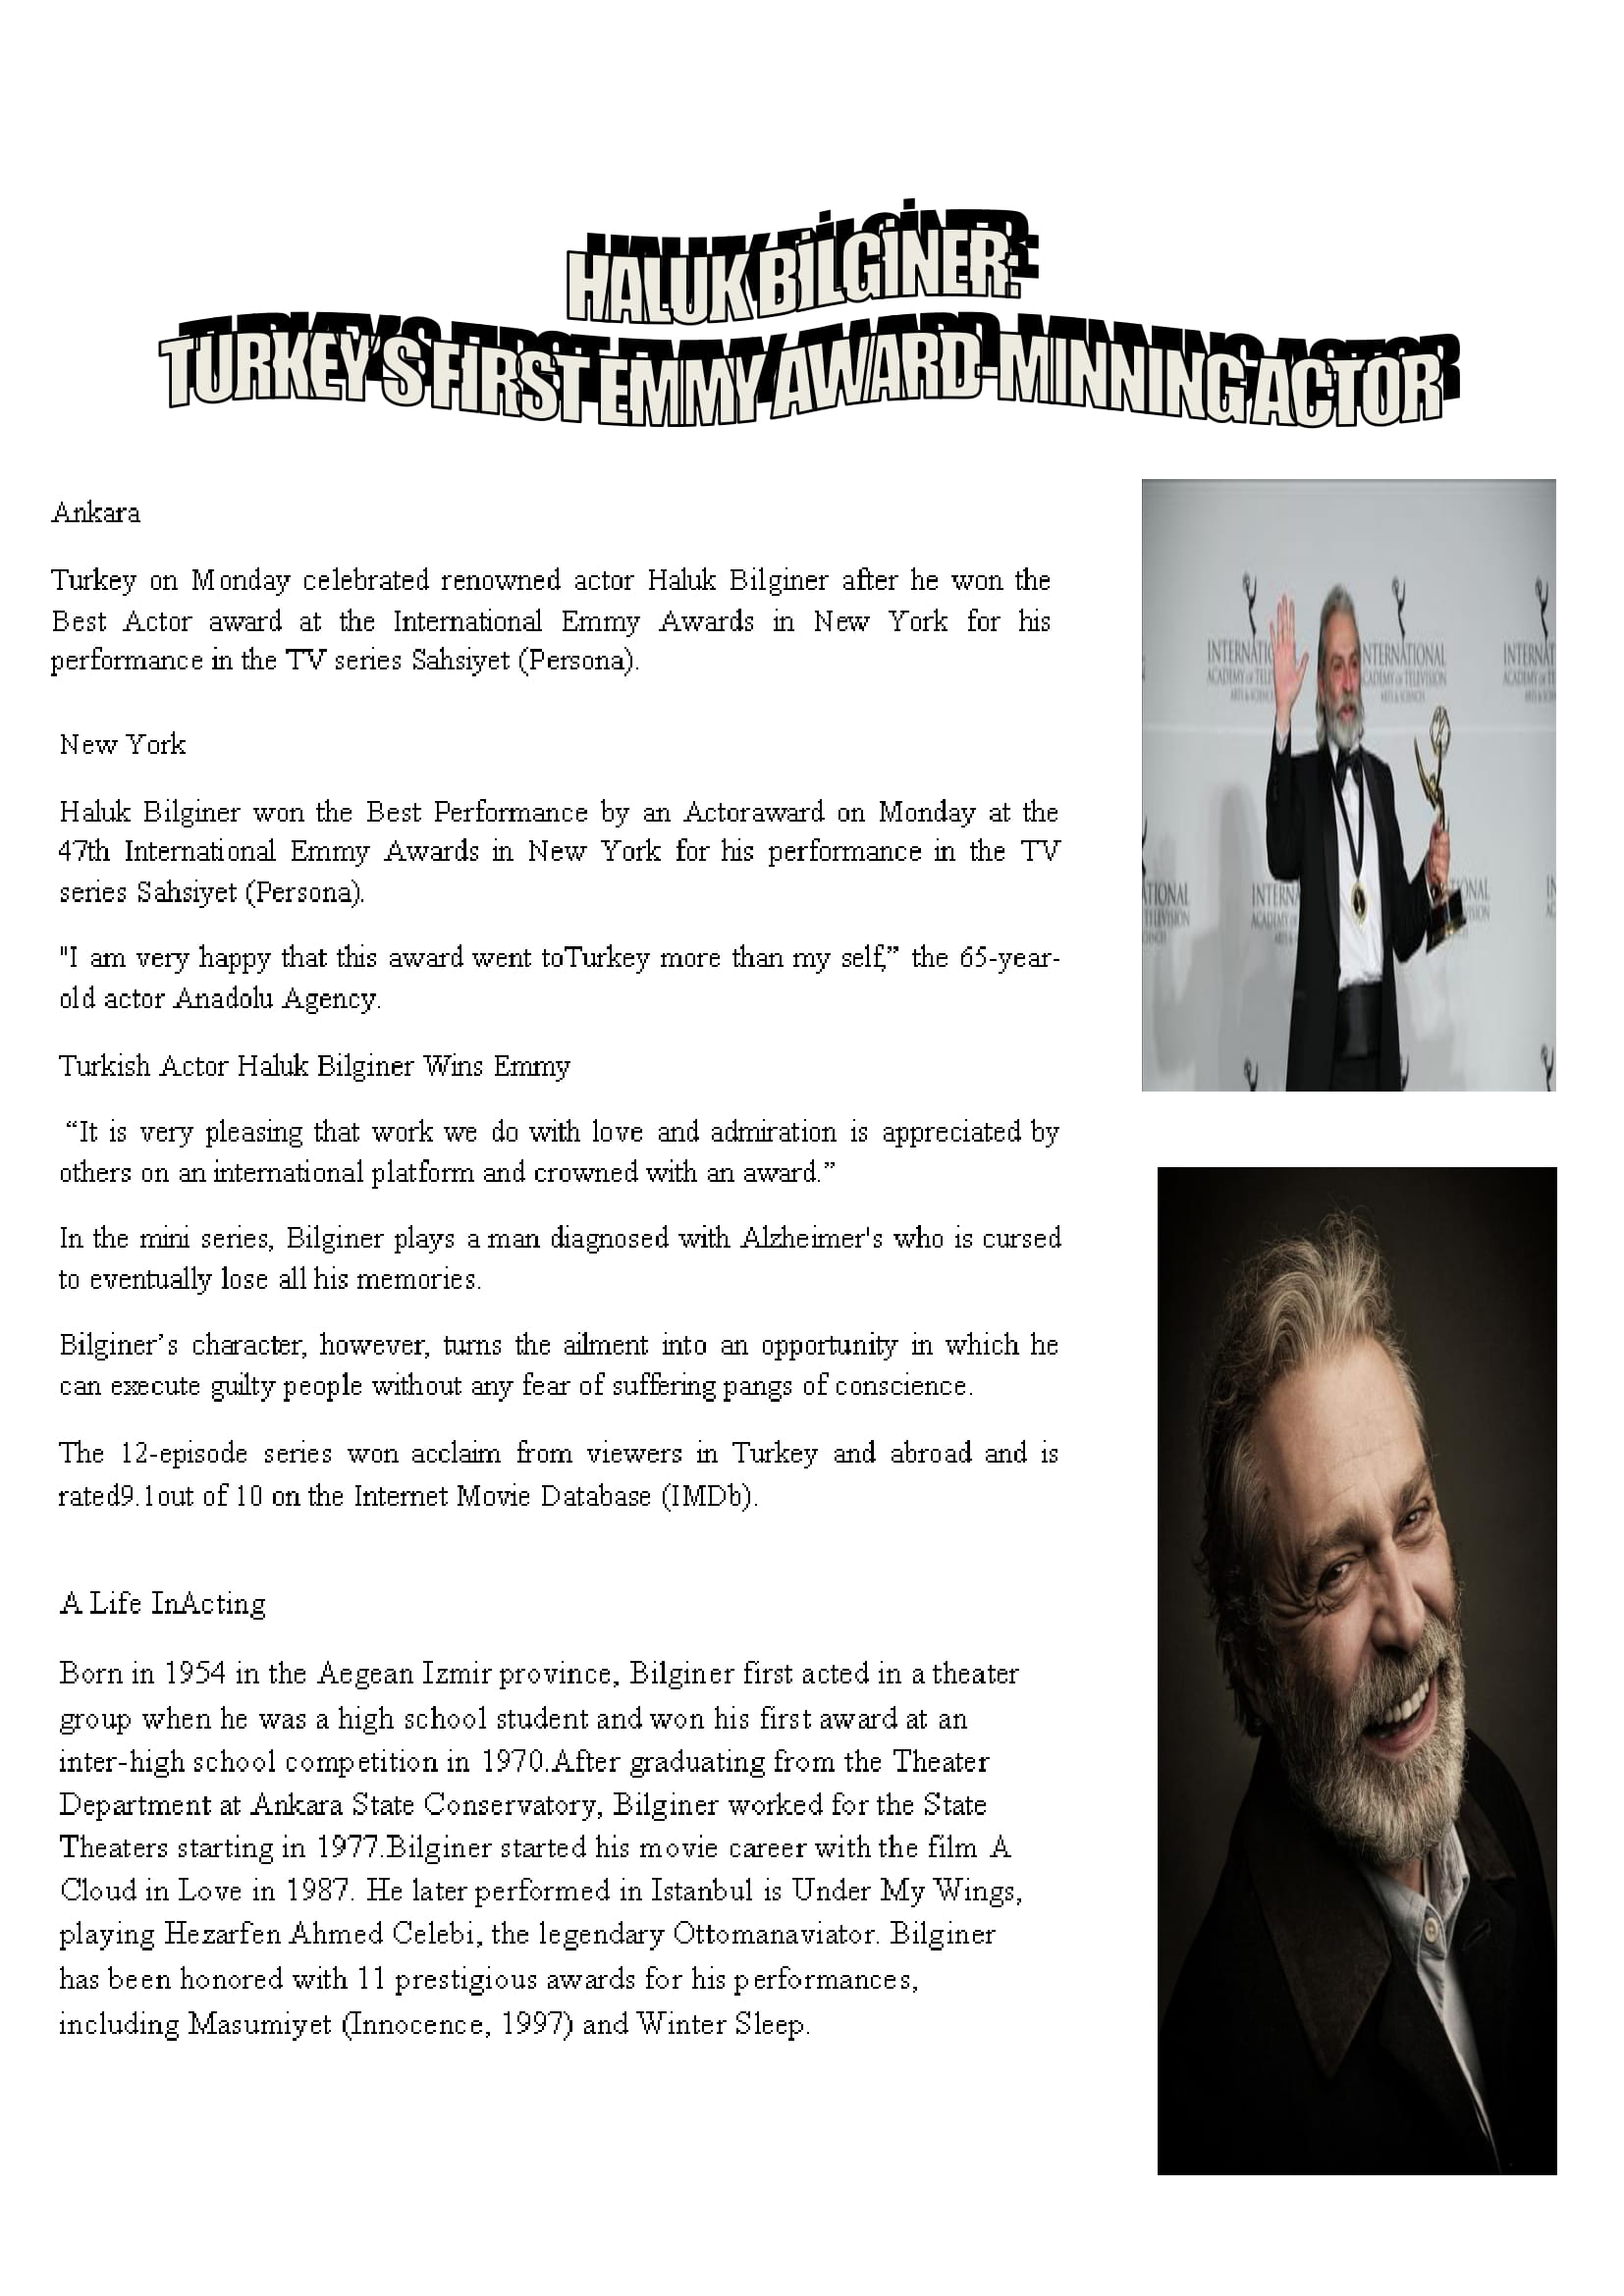 HALUK BİLGİNER:
TURKEY'S FIRST EMMY AWARD-MINNING ACTOR
Ankara
Turkey on Monday celebrated renowned actor Haluk Bilginer after he won the
Best Actor award at the International Emmy Awards in New York for his
performance in the TV series Sahsiyet (Persona).
New York
Haluk Bilginer won the Best Performance by an Actoraward on Monday at the
47th International Emmy Awards in New York for his performance in the TV
series Sahsiyet (Persona).
"I am very happy that this award went toTurkey more than my self,” the 65-year-
old actor Anadolu Agency.
Turkish Actor Haluk Bilginer Wins Emmy
“It is very pleasing that work we do with love and admiration is appreciated by
others on an international platform and crowned with an award.”
In the mini series, Bilginer plays a man diagnosed with Alzheimer's who is cursed
to eventually lose all his memories.
Bilginer’s character, however, turns the ailment into an opportunity in which he
can execute guilty people without any fear of suffering pangs of conscience.
The 12-episode series won acclaim from viewers in Turkey and abroad and is
rated9.1out of 10 on the Internet Movie Database (IMDb).
A Life InActing
Born in 1954 in the Aegean Izmir province, Bilginer first acted in a theater
group when he was a high school student and won his first award at an
inter-high school competition in 1970.After graduating from the Theater
Department at Ankara State Conservatory, Bilginer worked for the State
Theaters starting in 1977.Bilginer started his movie career with the film A
Cloud in Love in 1987. He later performed in Istanbul is Under My Wings,
playing Hezarfen Ahmed Celebi, the legendary Ottomanaviator. Bilginer
has been honored with 11 prestigious awards for his performances,
including Masumiyet (Innocence, 1997) and Winter Sleep.
INTERNATIONAL
ACADEMY of TELEVISION
ARTS & SCIENCES